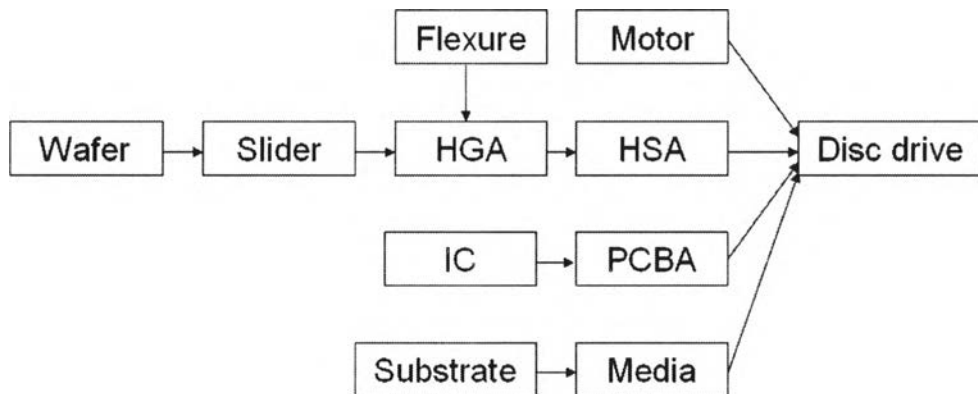 Flexure
Motor
Wafer
Slider
HGA
HSA
Disc drive
IC
PCBA
Substrate
Media